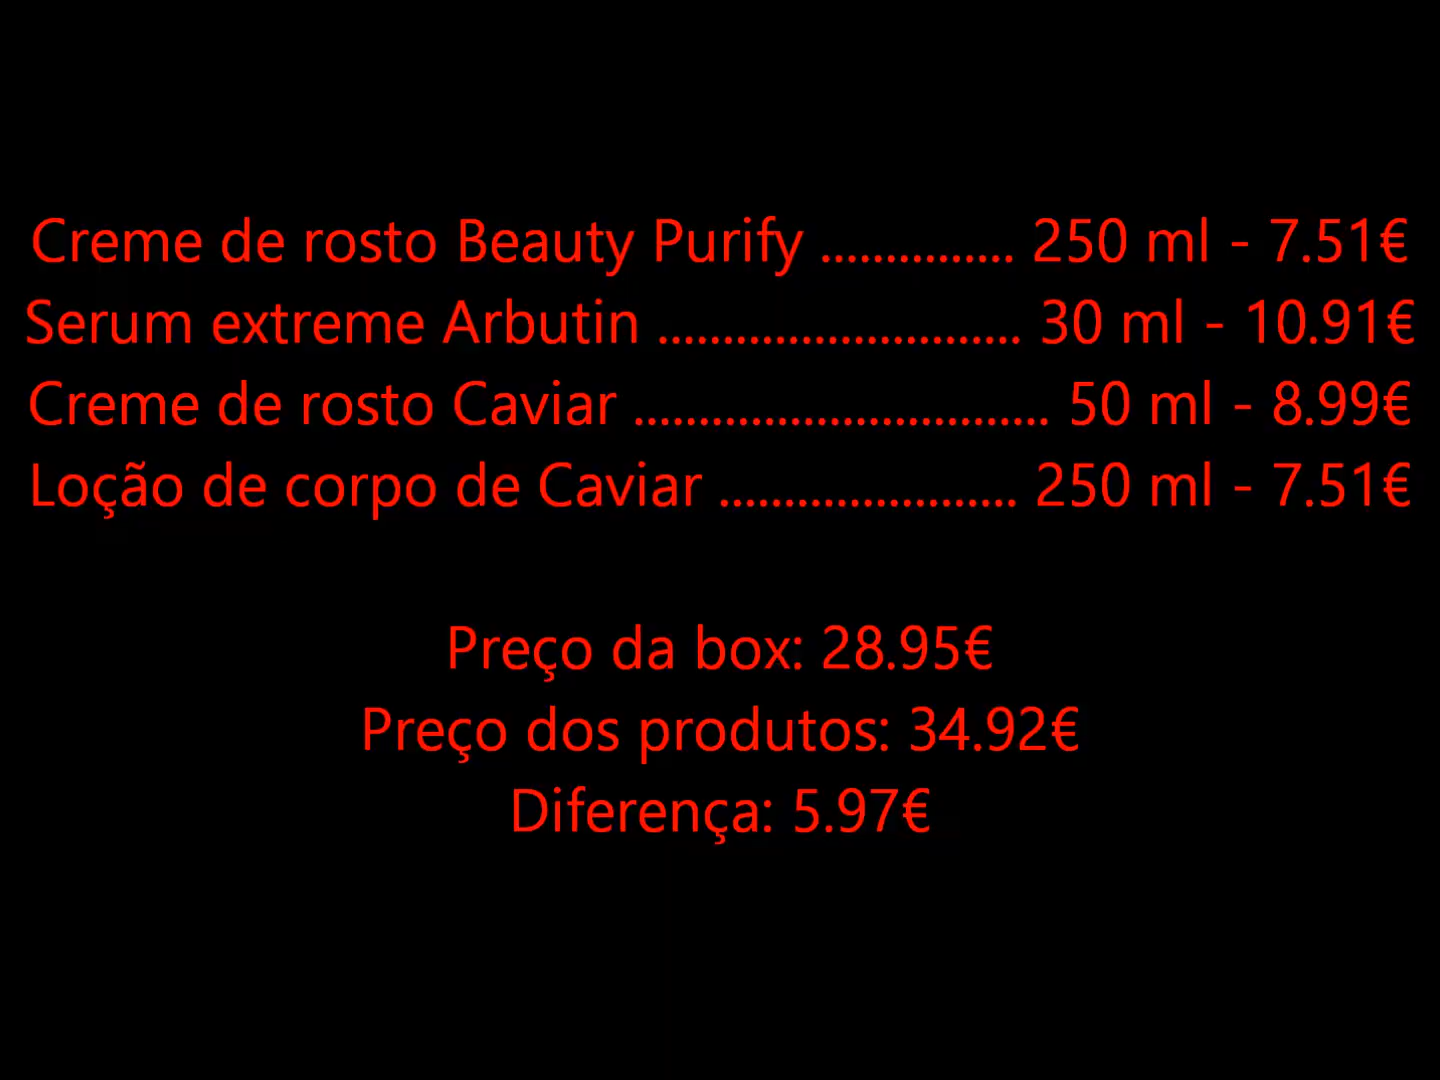 Creme de rosto Beauty Purify ............... 250 ml - 7.51€
Serum extreme Arbutin ............................ 30 ml - 10.91€
Creme de rosto Caviar ................................ 50 ml - 8.99€
Loção de corpo de Caviar ....................... 250 ml - 7.51€
Preço da box: 28.95€
Preço dos produtos: 34.92€
Diferença: 5.97€